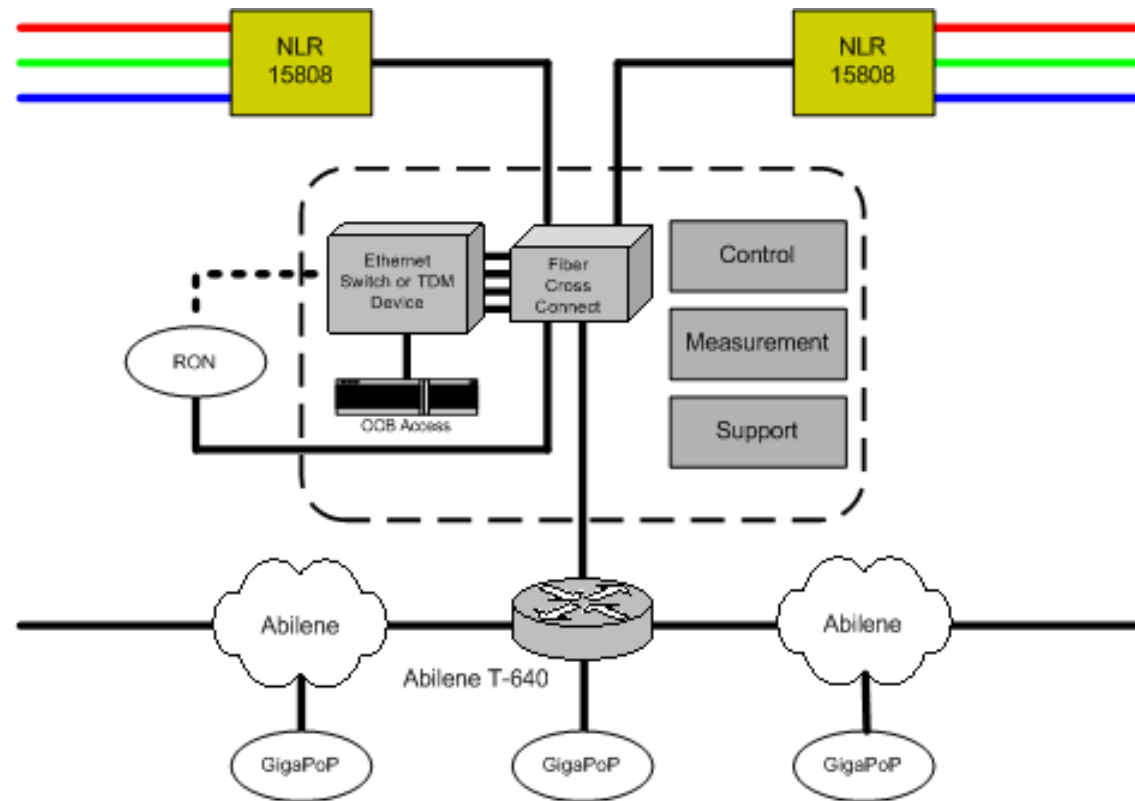 NLR
15808
NLR
15808
Ethernet
Switch or TDM
Device
Fiber
Cross
Connect
Control
Measurement
Support
RON
OOB Access
Abilene
Abilene
Abilene T-640
GigaPoP
GigaPoP
GigaPoP